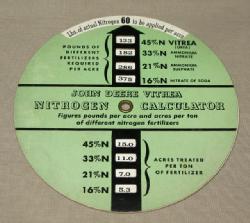 Lbs. of actual Nitrogen 60 to be applied per acre
POUNDS OF DIFFERENT FERTILIZERS REQUIRED PER ACRE
133 45%N VITREA (UREA)
182 33%N AMMONIUM NITRATE
286 21%N AMMONIUM SULPHATE
375 16%N NITRATE OF SODA
JOHN DEERE VITREA
NITROGEN CALCULATOR
figures pounds per acre and acres per ton
of different nitrogen fertilizers
45%N 15.0
33%N 11.0
21%N 7.0
16%N 5.3
ACRES TREATED PER TON OF FERTILIZER